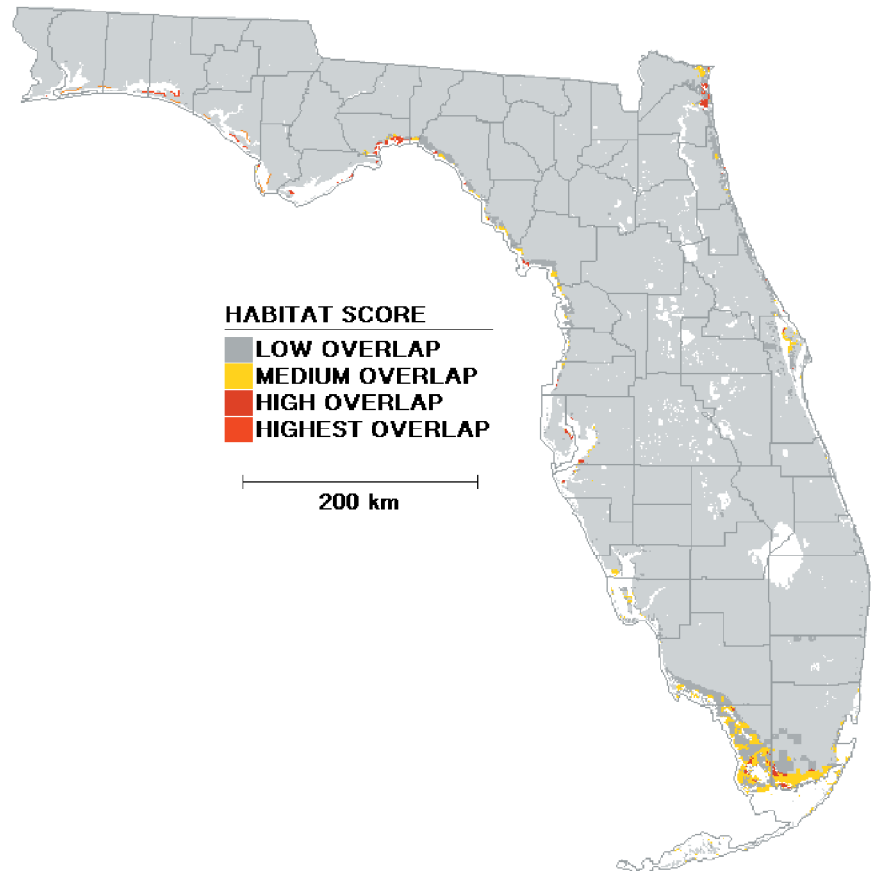 HABITAT SCORE
LOW OVERLAP
MEDIUM OVERLAP
HIGH OVERLAP
HIGHEST OVERLAP
200 km